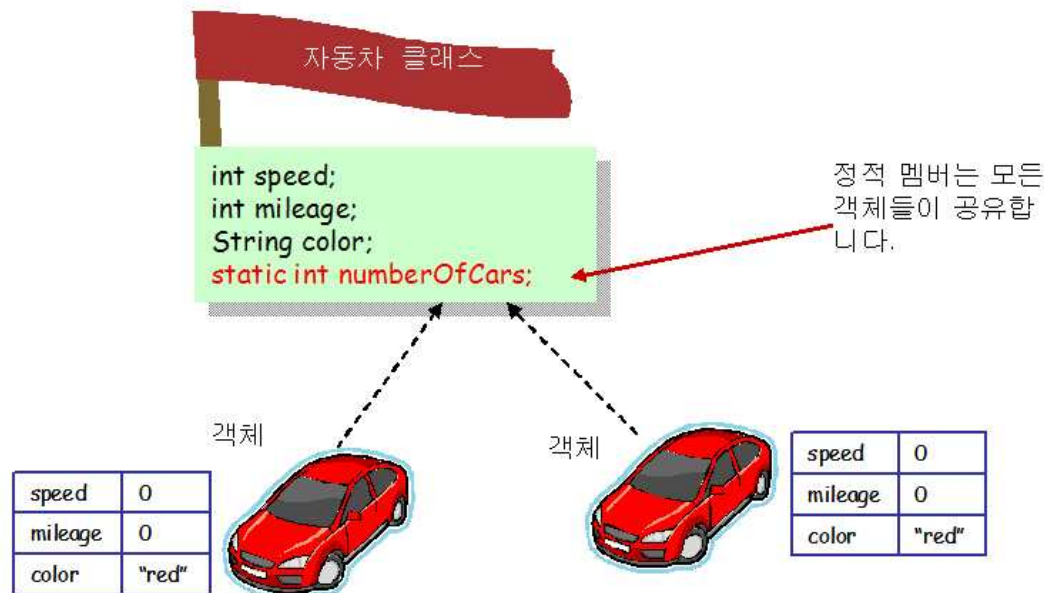 자동차 클래스
int speed;
int mileage;
String color;
static int numberOfCars;
정적 멤버는 모든
객체들이 공유합
니다.
객체
speed 0
mileage 0
color "red"
객체
speed 0
mileage 0
color "red"